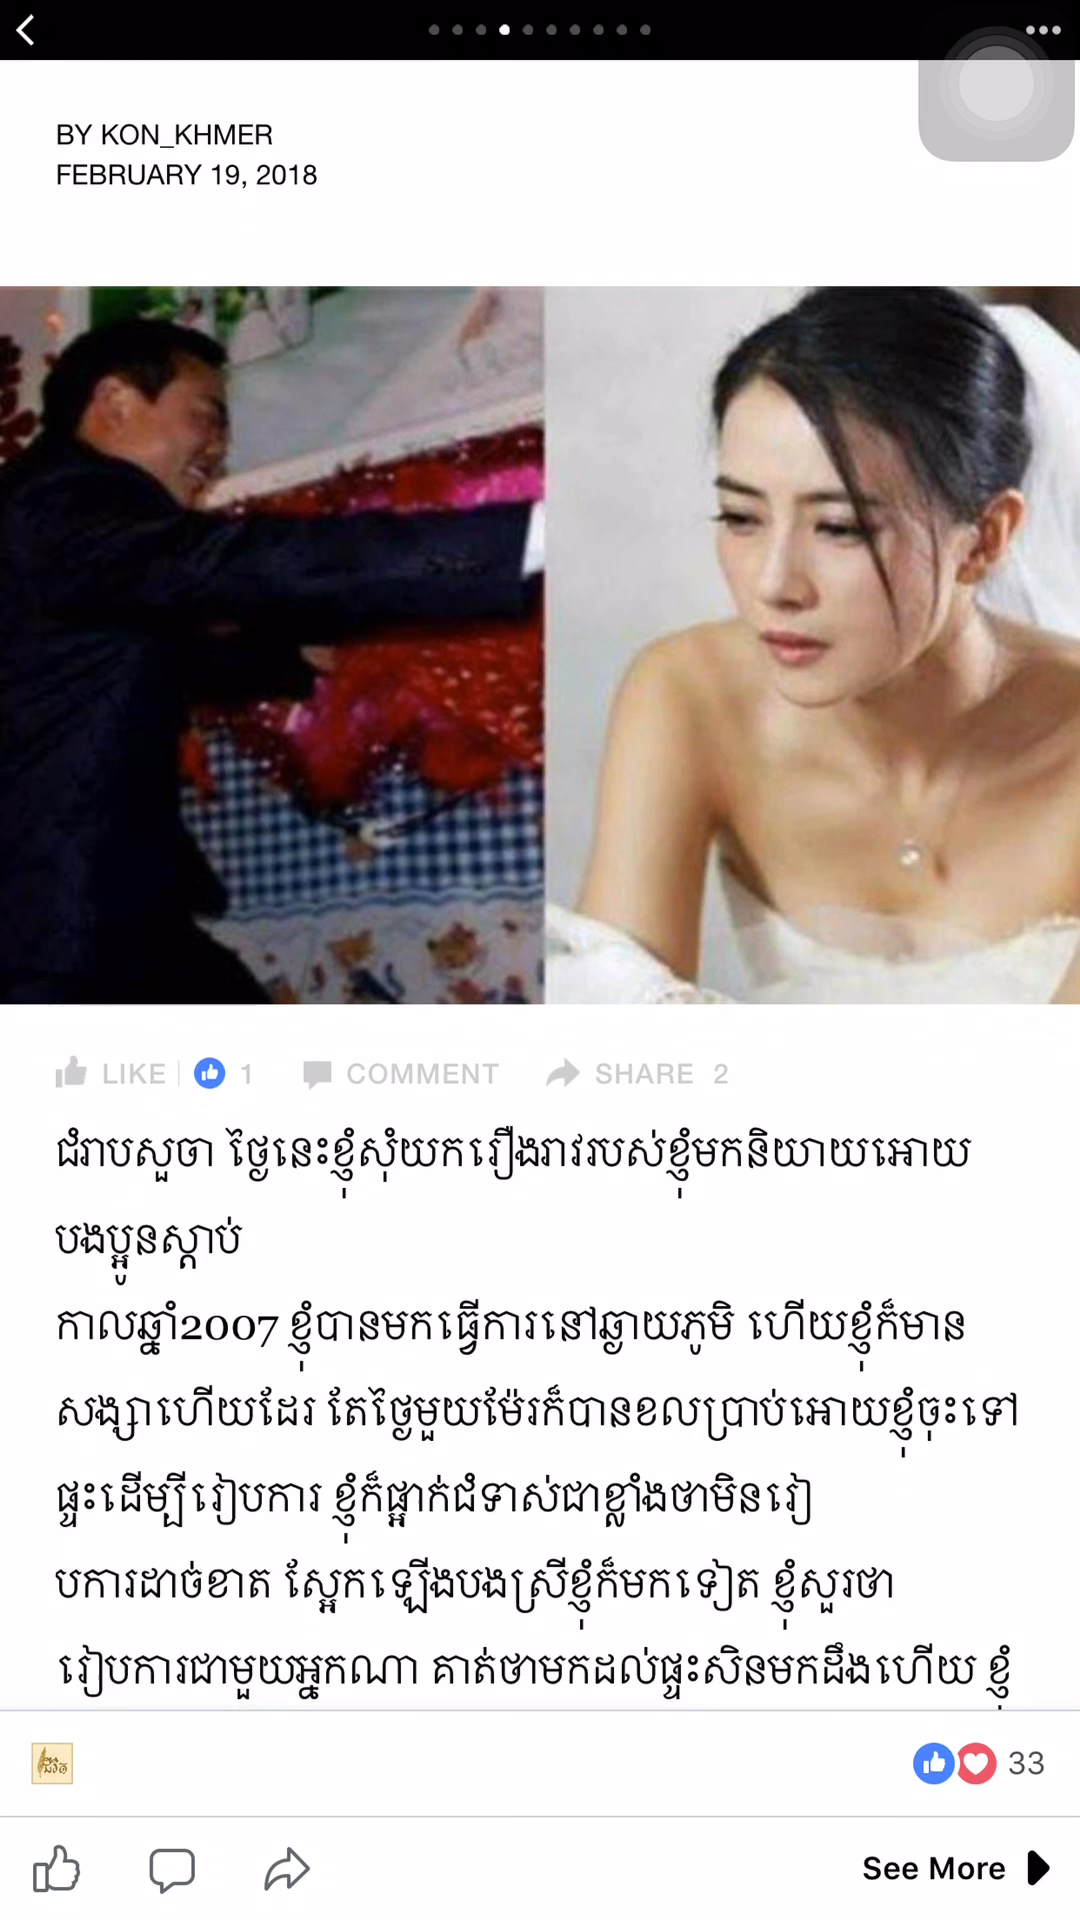 BY KON_KHMER
FEBRUARY 19, 2018
LIKE 1 COMMENT SHARE 2
ជំរាបសួចា ថ្ងៃនេះខ្ញុំសុំយករឿងរាវរបស់ខ្ញុំមកនិយាយអោយ
បងប្អូនស្តាប់
កាលឆ្នាំ2007 ខ្ញុំបានមកធ្វើការនៅឆ្ងាយភូមិ ហើយខ្ញុំក៏មាន
សង្សាហើយដែរ តែថ្ងៃមួយម៉ែរក៏បានខលប្រាប់អោយខ្ញុំចុះទៅ
ផ្ទះដើម្បីរៀបការ ខ្ញុំក៏ផ្អាក់ជំទាស់ជាខ្លាំងថាមិនរៀ
បការដាច់ខាត ស្អែកឡើងបងស្រីខ្ញុំក៏មកទៀត ខ្ញុំសួរថា
រៀបការជាមួយអ្នកណា គាត់ថាមកដល់ផ្ទះសិនមកដឹងហើយ ខ្ញុំ
33
See More